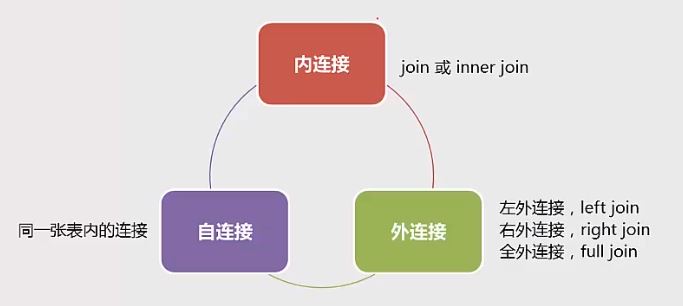 内连接
join 或 inner join
同一张表内的连接
自连接
外连接
左外连接，left join
右外连接，right join
全外连接，full join